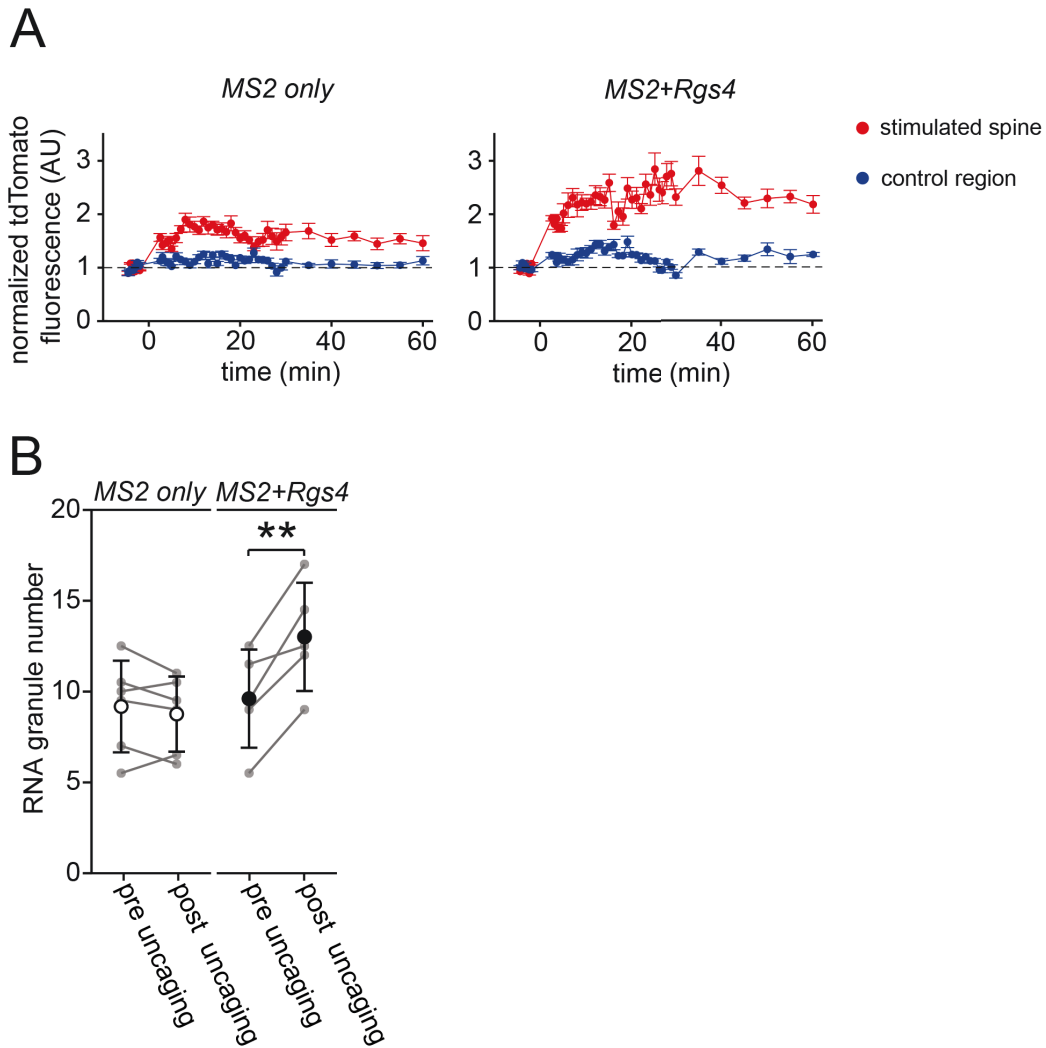 A
MS2 only
MS2+Rgs4
normalized tdTomato
fluorescence (AU)
3
2
1
0
0
20
40
60
time (min)
3
2
1
0
0
20
40
60
time (min)
stimulated spine
control region
B
MS2 only
MS2+Rgs4
RNA granule number
20
15
10
5
0
**
pre uncaging
post uncaging
pre uncaging
post uncaging